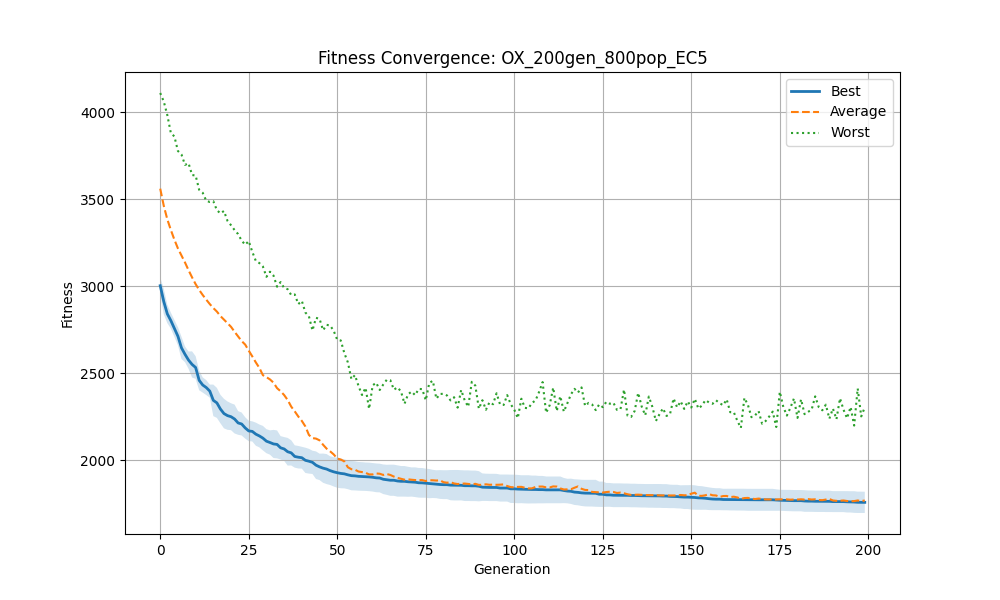 Fitness Convergence: OX_200gen_800pop_EC5
Best
Average
Worst
Fitness
4000
3500
3000
2500
2000
0 25 50 75 100 125 150 175 200
Generation